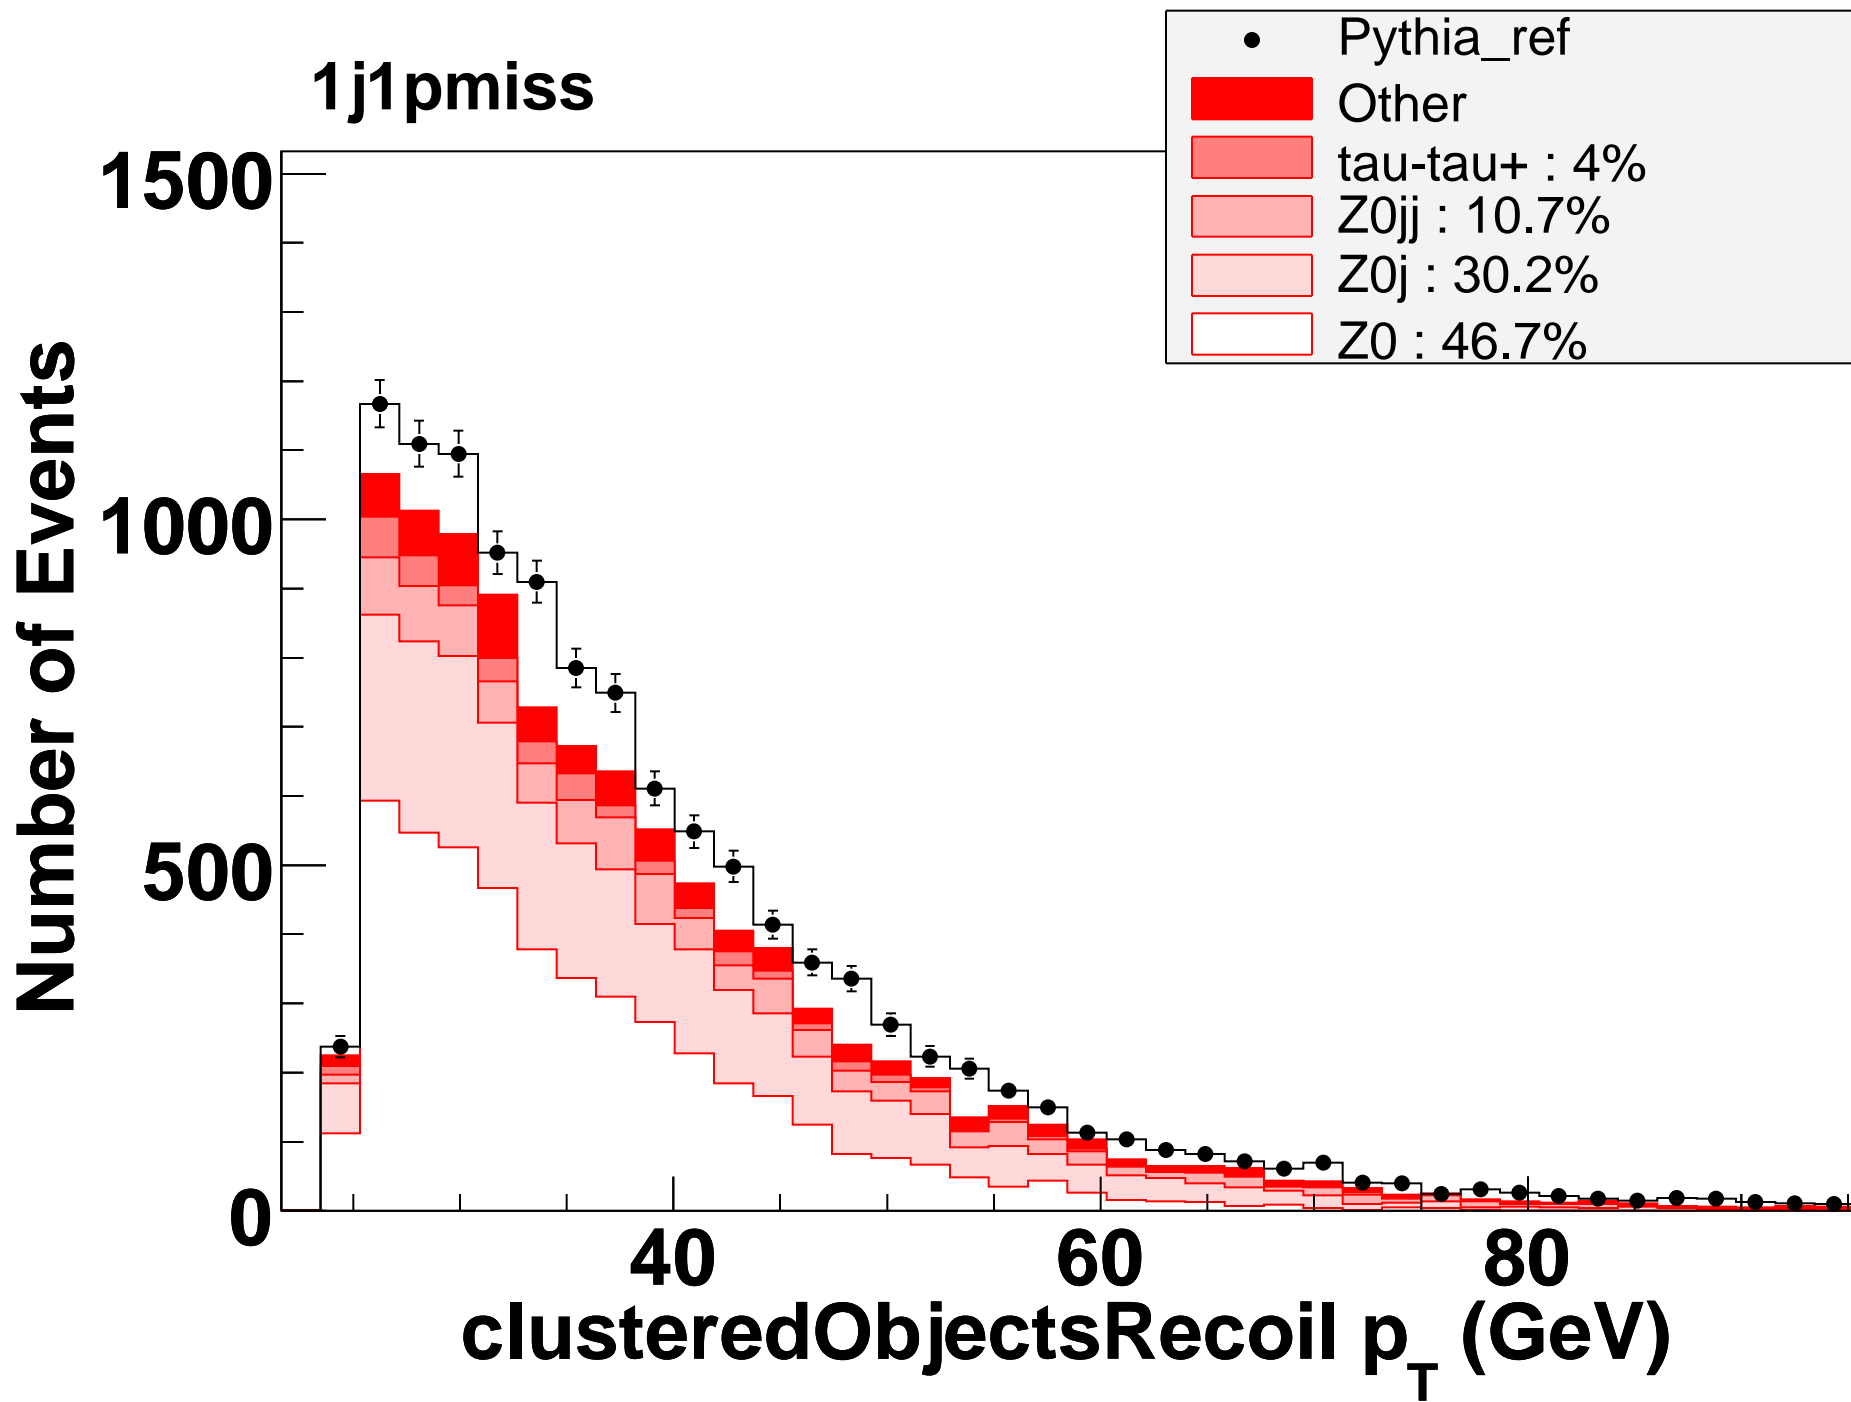 1j1pmiss
Pythia_ref
Other
tau-tau+ : 4%
Z0jj : 10.7%
Z0j : 30.2%
Z0 : 46.7%
1500
1000
500
0
Number of Events
40 60 80
clusteredObjectsRecoil p_T (GeV)